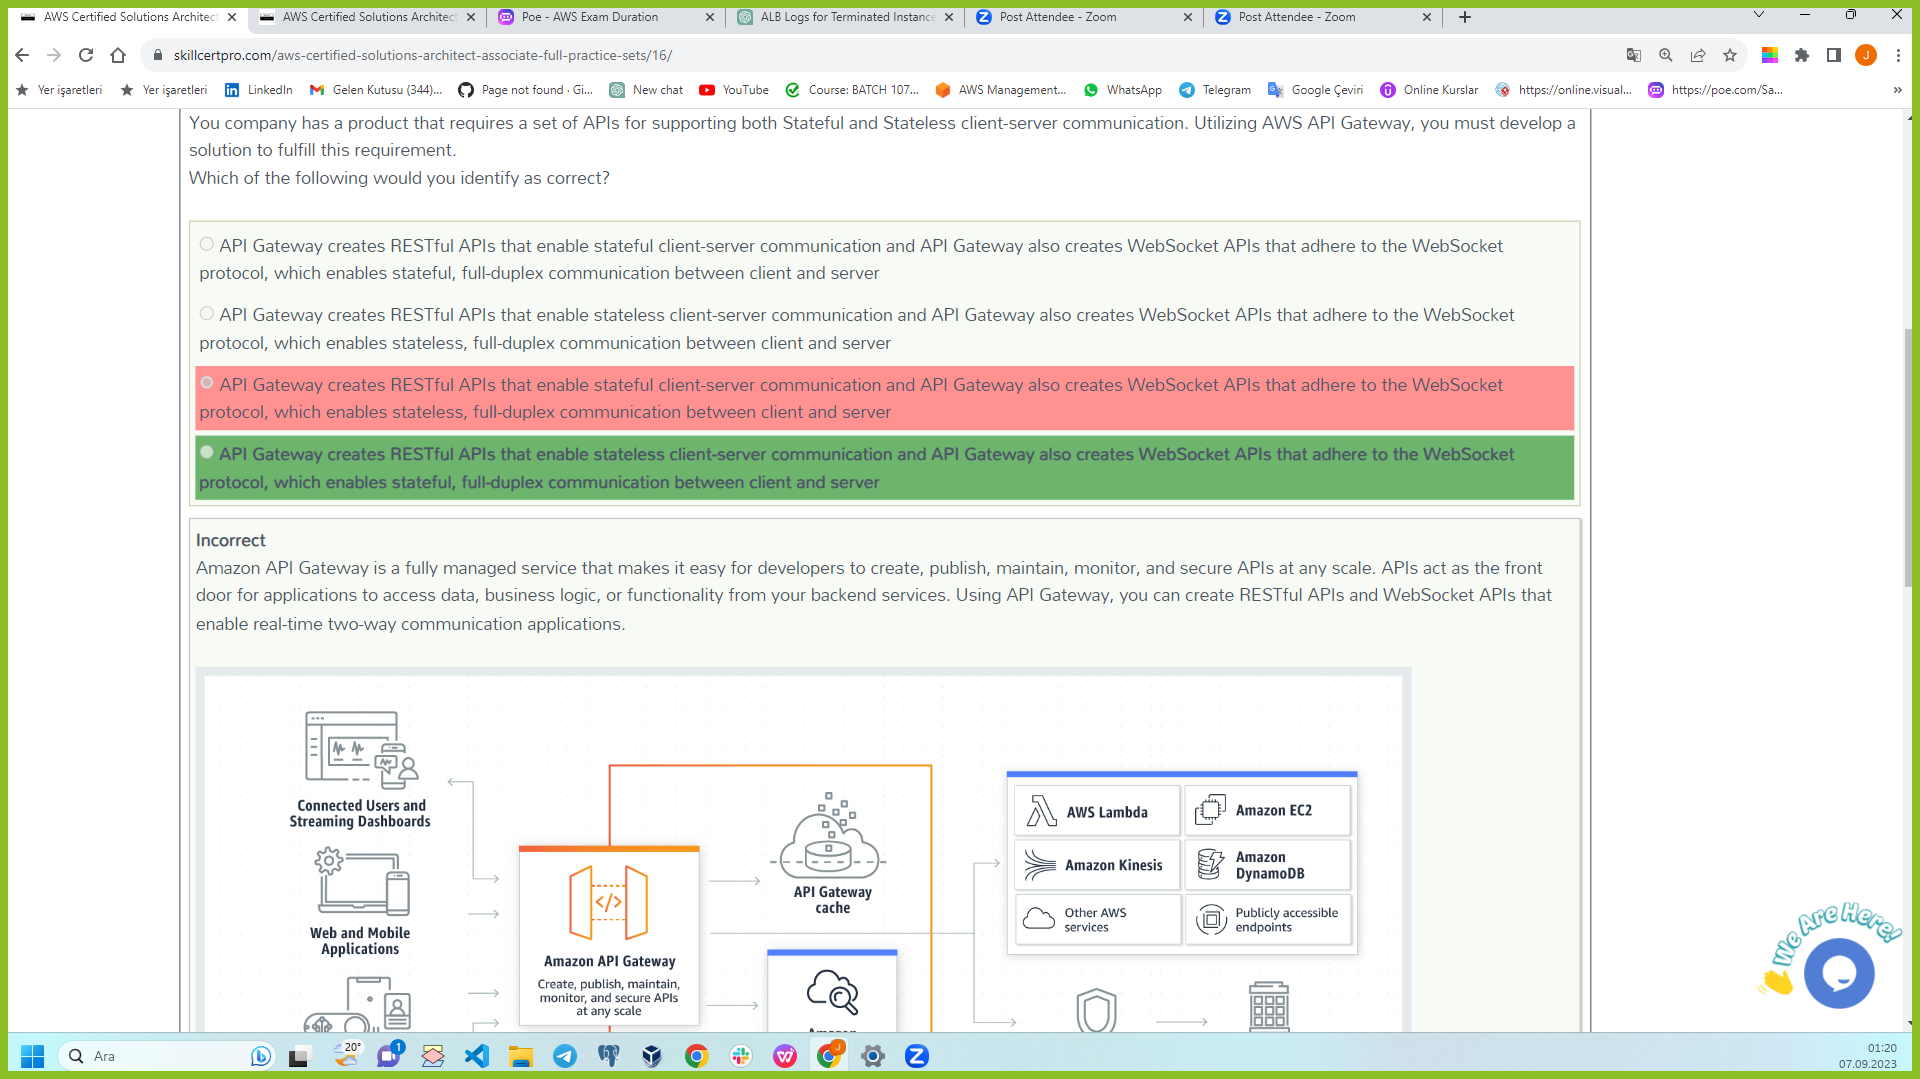 AWS Certified Solutions Architect
AWS Certified Solutions Architect
Poe - AWS Exam Duration
ALB Logs for Terminated Instance
Post Attendee - Zoom
Post Attendee - Zoom
skillcertpro.com/aws-certified-solutions-architect-associate-full-practice-sets/16/
J
Yer işaretleri
Yer işaretleri
LinkedIn
Gelen Kutusu (344)...
Page not found · Gi...
New chat
YouTube
Course: BATCH 107...
AWS Management...
WhatsApp
Telegram
Google Çeviri
Online Kurslar
https://online.visual...
https://poe.com/Sa...
You company has a product that requires a set of APIs for supporting both Stateful and Stateless client-server communication. Utilizing AWS API Gateway, you must develop a
solution to fulfill this requirement.
Which of the following would you identify as correct?
API Gateway creates RESTful APIs that enable stateful client-server communication and API Gateway also creates WebSocket APIs that adhere to the WebSocket
protocol, which enables stateful, full-duplex communication between client and server
API Gateway creates RESTful APIs that enable stateless client-server communication and API Gateway also creates WebSocket APIs that adhere to the WebSocket
protocol, which enables stateless, full-duplex communication between client and server
API Gateway creates RESTful APIs that enable stateful client-server communication and API Gateway also creates WebSocket APIs that adhere to the WebSocket
protocol, which enables stateless, full-duplex communication between client and server
API Gateway creates RESTful APIs that enable stateless client-server communication and API Gateway also creates WebSocket APIs that adhere to the WebSocket
protocol, which enables stateful, full-duplex communication between client and server
Incorrect
Amazon API Gateway is a fully managed service that makes it easy for developers to create, publish, maintain, monitor, and secure APIs at any scale. APIs act as the front
door for applications to access data, business logic, or functionality from your backend services. Using API Gateway, you can create RESTful APIs and WebSocket APIs that
enable real-time two-way communication applications.
Connected Users and
Streaming Dashboards
Web and Mobile
Applications
Amazon API Gateway
Create, publish, maintain,
monitor, and secure APIs
at any scale
API Gateway
cache
Amazon
AWS Lambda
Amazon EC2
Amazon Kinesis
Amazon
DynamoDB
Other AWS
services
Publicly accessible
endpoints
We Are Here!
Ara
20°
1
J
01:20
07.09.2023